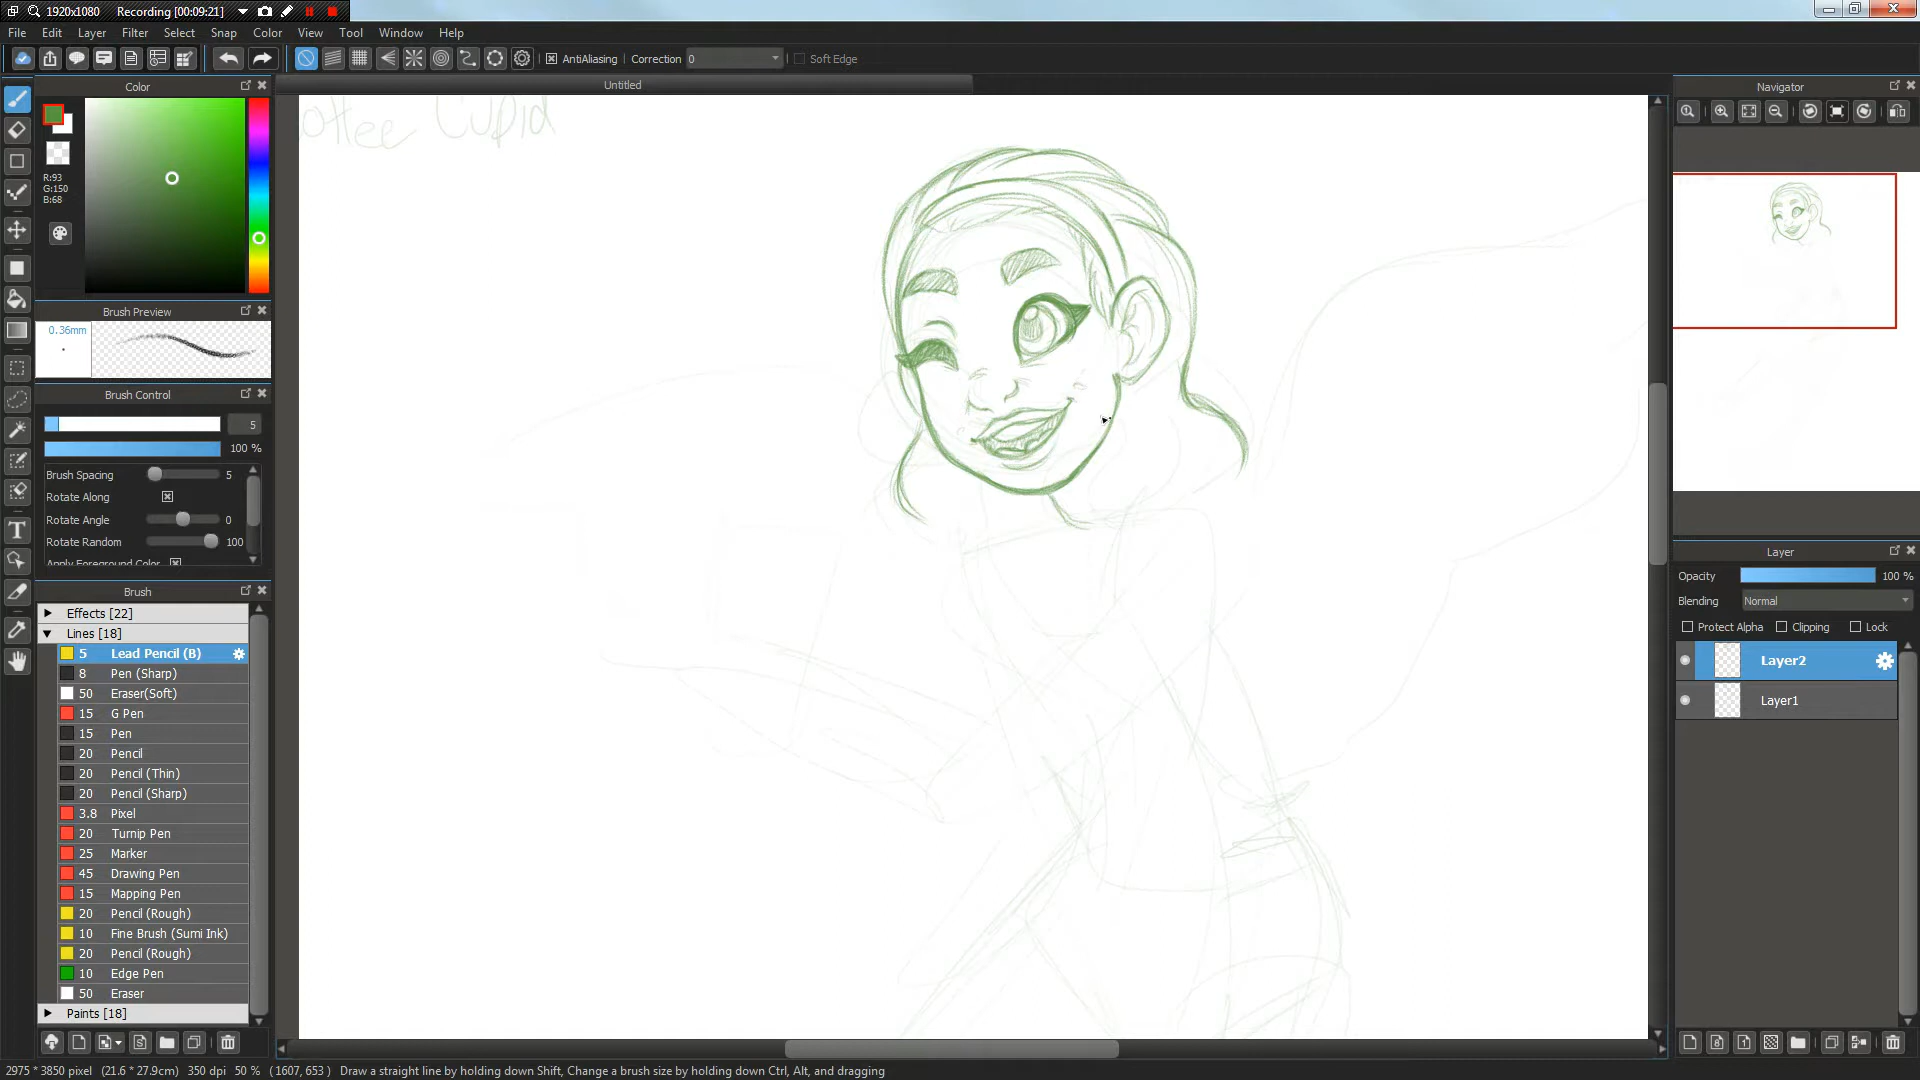 1920x1080 Recording [00:09:21]
File Edit Layer Filter Select Snap Color View Tool Window Help
AntiAliasing Correction 0 Soft Edge
Color
Untitled
Navigator
Cupid
R:93
G:150
B:68
Brush Preview
0.36mm
Brush Control
5
100 %
Brush Spacing 5
Rotate Along
Rotate Angle 0
Rotate Random 100
Apply Foreground Color
Brush
Effects [22]
Lines [18]
5 Lead Pencil (B)
8 Pen (Sharp)
50 Eraser(Soft)
15 G Pen
15 Pen
20 Pencil
20 Pencil (Thin)
20 Pencil (Sharp)
3.8 Pixel
20 Turnip Pen
25 Marker
45 Drawing Pen
15 Mapping Pen
20 Pencil (Rough)
10 Fine Brush (Sumi Ink)
20 Pencil (Rough)
10 Edge Pen
50 Eraser
Paints [18]
Layer
Opacity 100 %
Blending Normal
Protect Alpha Clipping Lock
Layer2
Layer1
2975 * 3850 pixel (21.6 * 27.9cm) 350 dpi 50 % (1607, 653) Draw a straight line by holding down Shift, Change a brush size by holding down Ctrl, Alt, and dragging